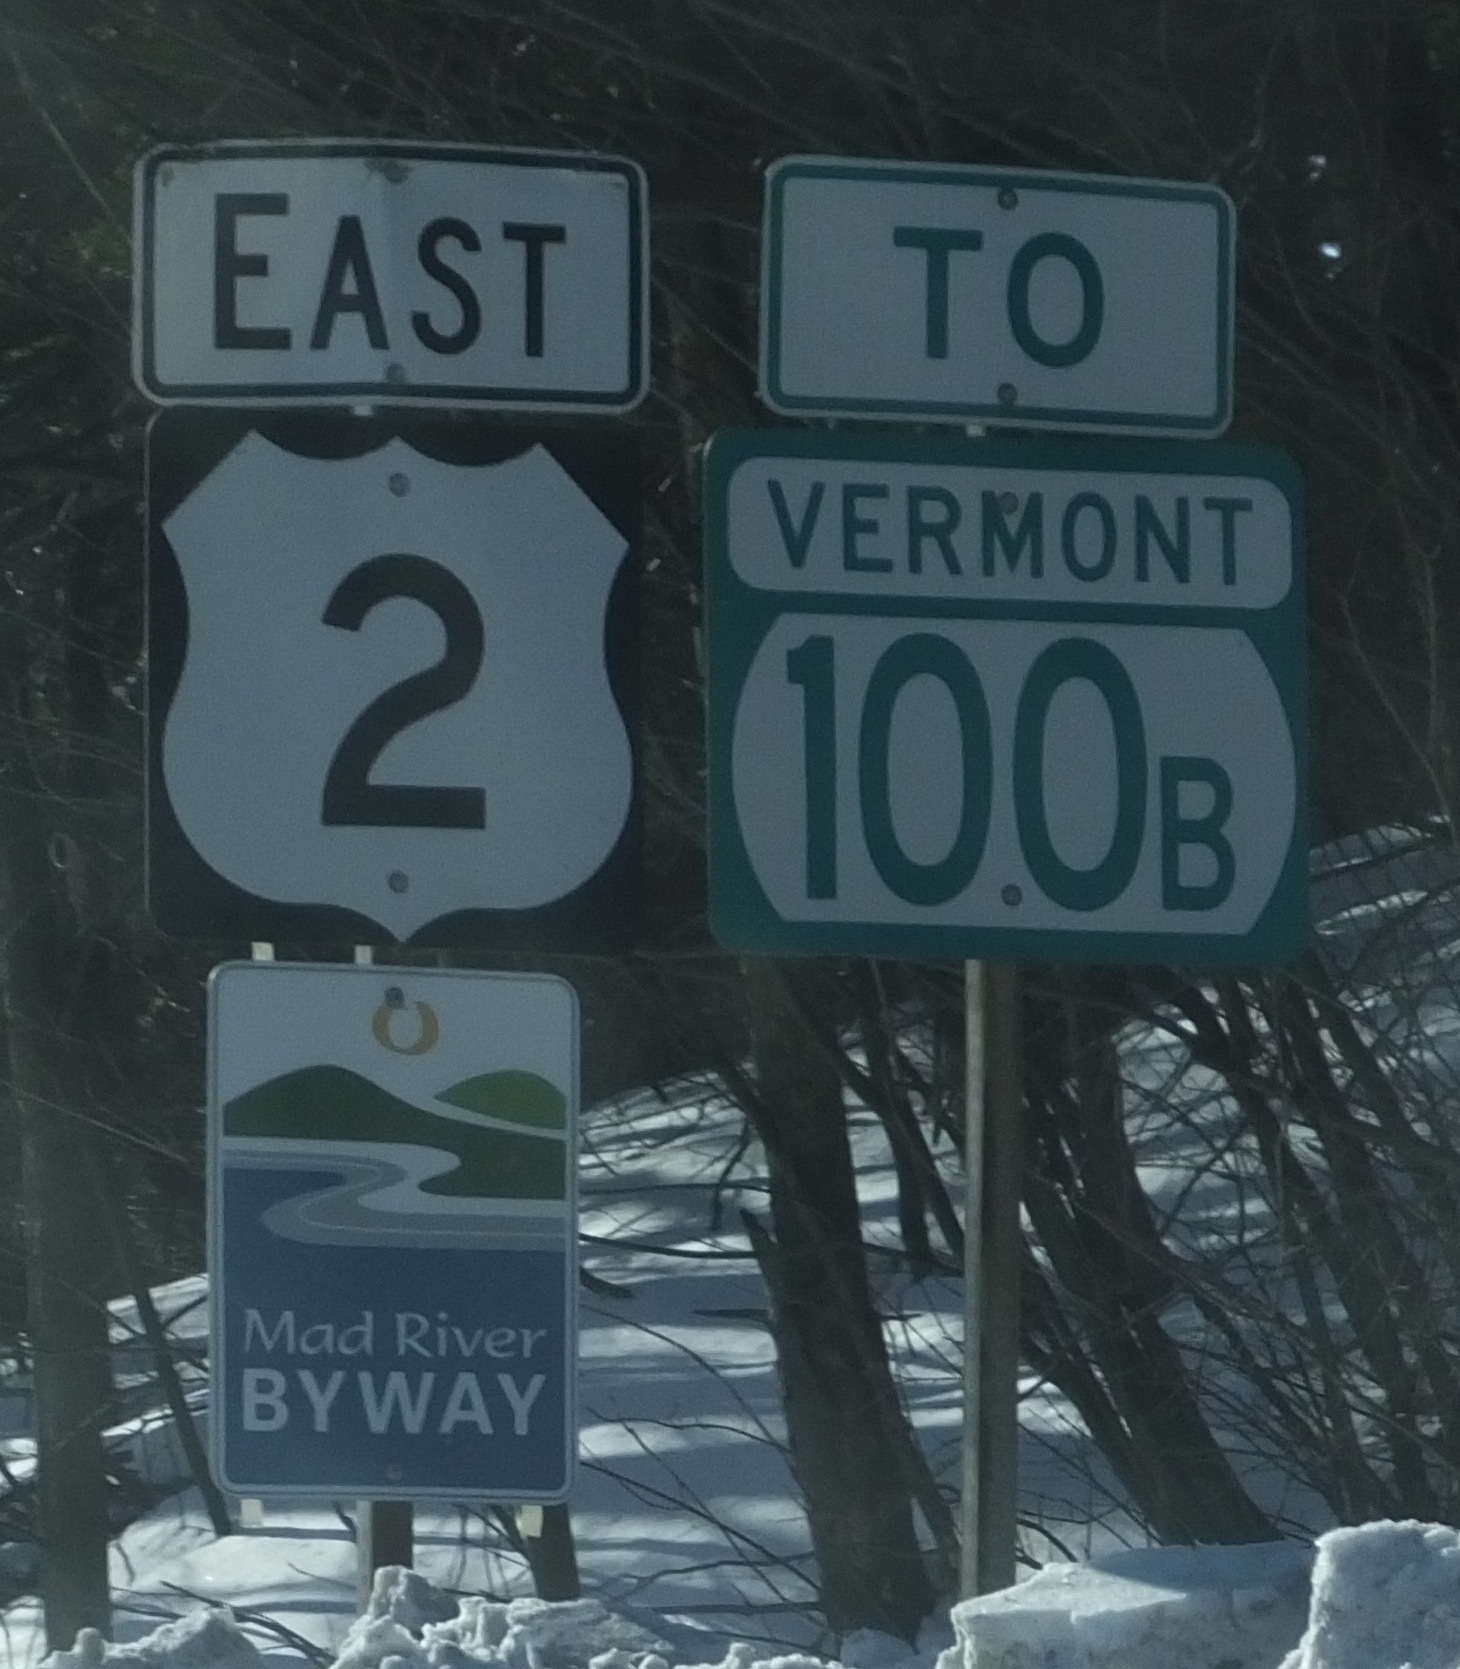 EAST
2
Mad River
BYWAY
TO
VERMONT
100B